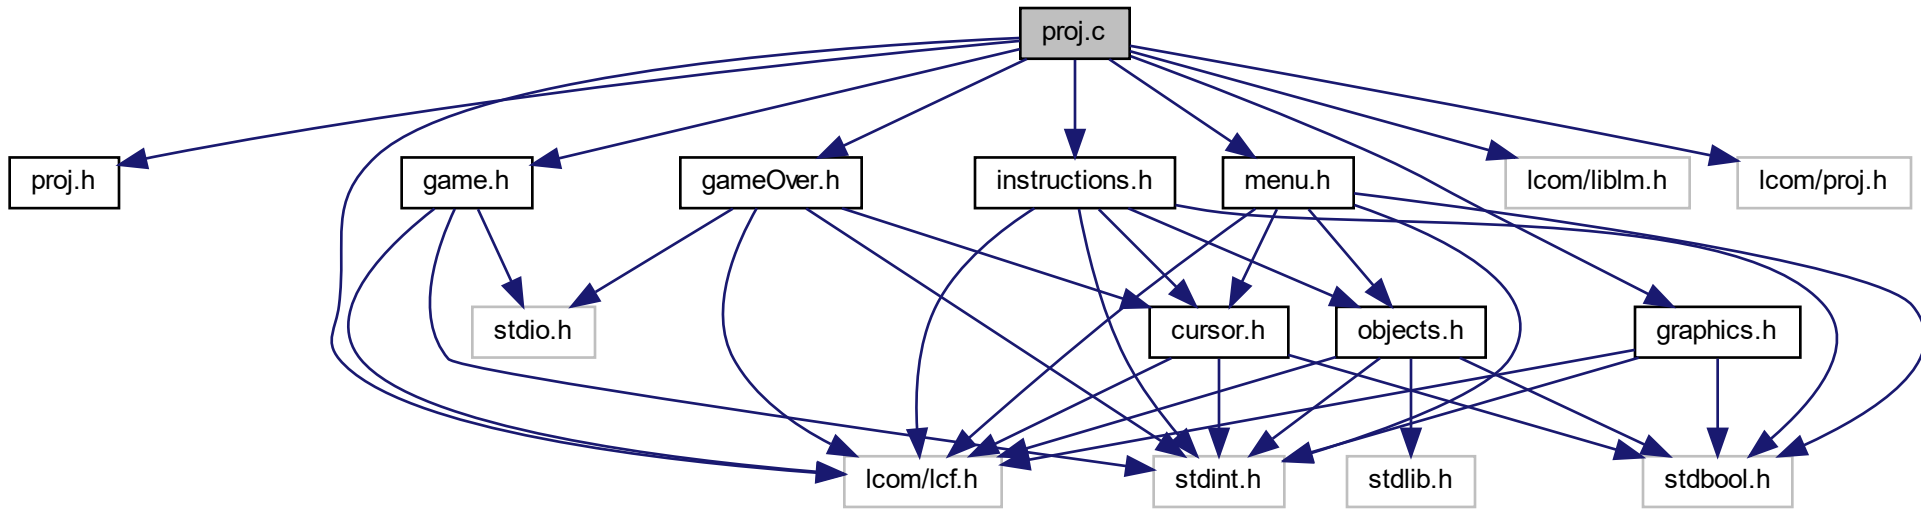 proj.c
proj.h
game.h
gameOver.h
instructions.h
menu.h
lcom/liblm.h
lcom/proj.h
stdio.h
cursor.h
objects.h
graphics.h
lcom/lcf.h
stdint.h
stdlib.h
stdbool.h